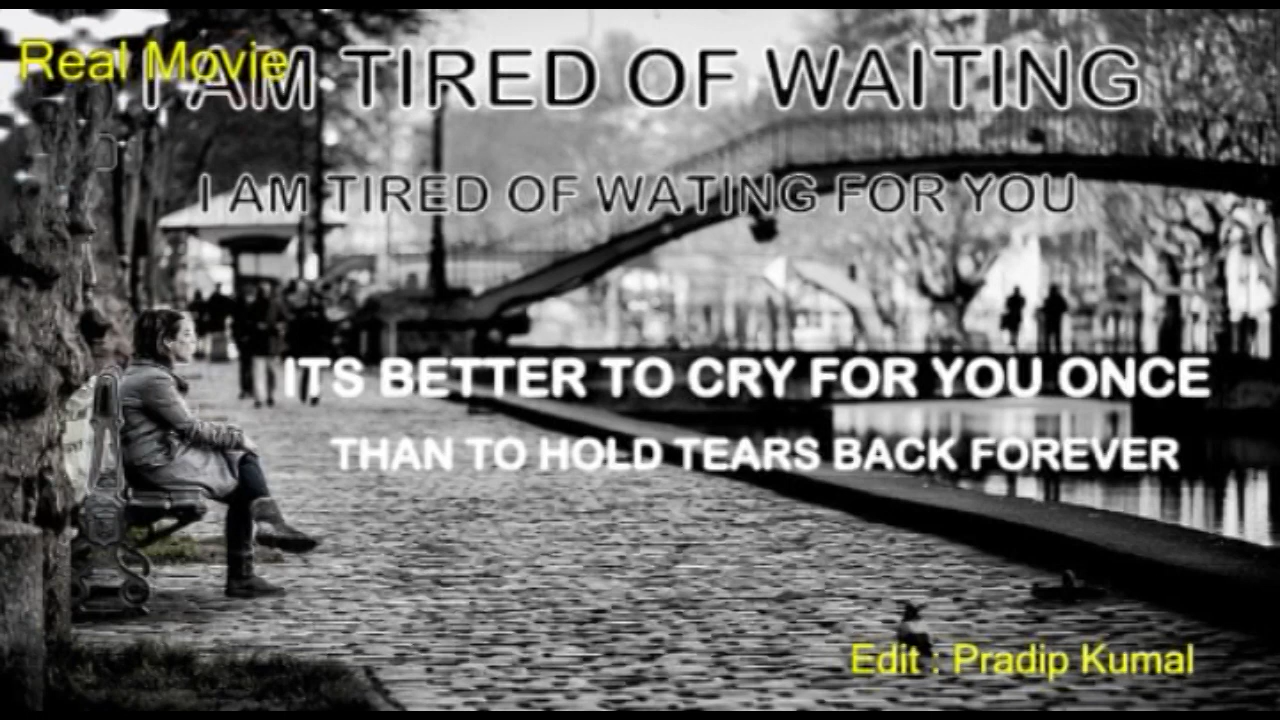 Real Movie
I AM TIRED OF WAITING
I AM TIRED OF WATING FOR YOU
ITS BETTER TO CRY FOR YOU ONCE
THAN TO HOLD TEARS BACK FOREVER
Edit : Pradip Kumal